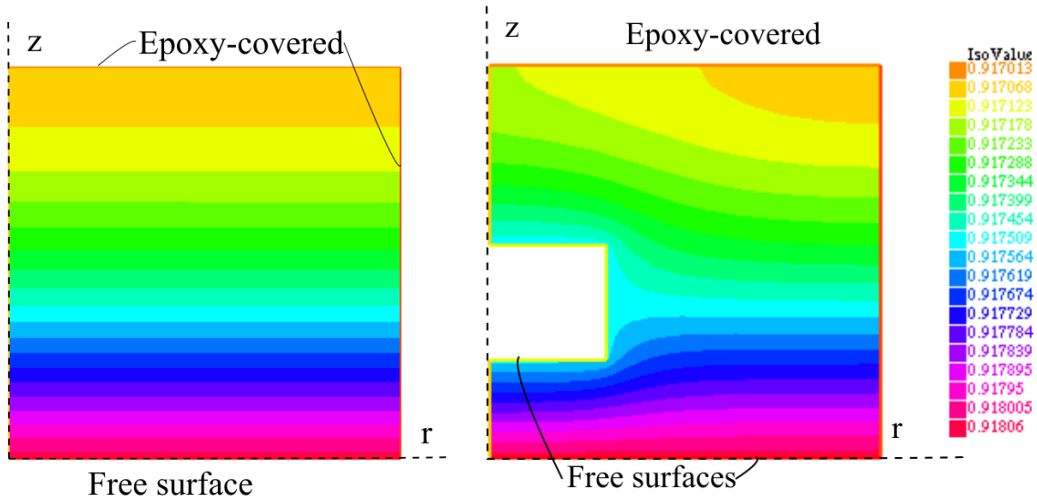 z
Epoxy-covered
r
Free surface
z
Epoxy-covered
r
Free surfaces
IsoValue
0.917013
0.917068
0.917123
0.917178
0.917233
0.917288
0.917344
0.917399
0.917454
0.917509
0.917564
0.917619
0.917674
0.917729
0.917784
0.917839
0.917895
0.91795
0.918005
0.91806